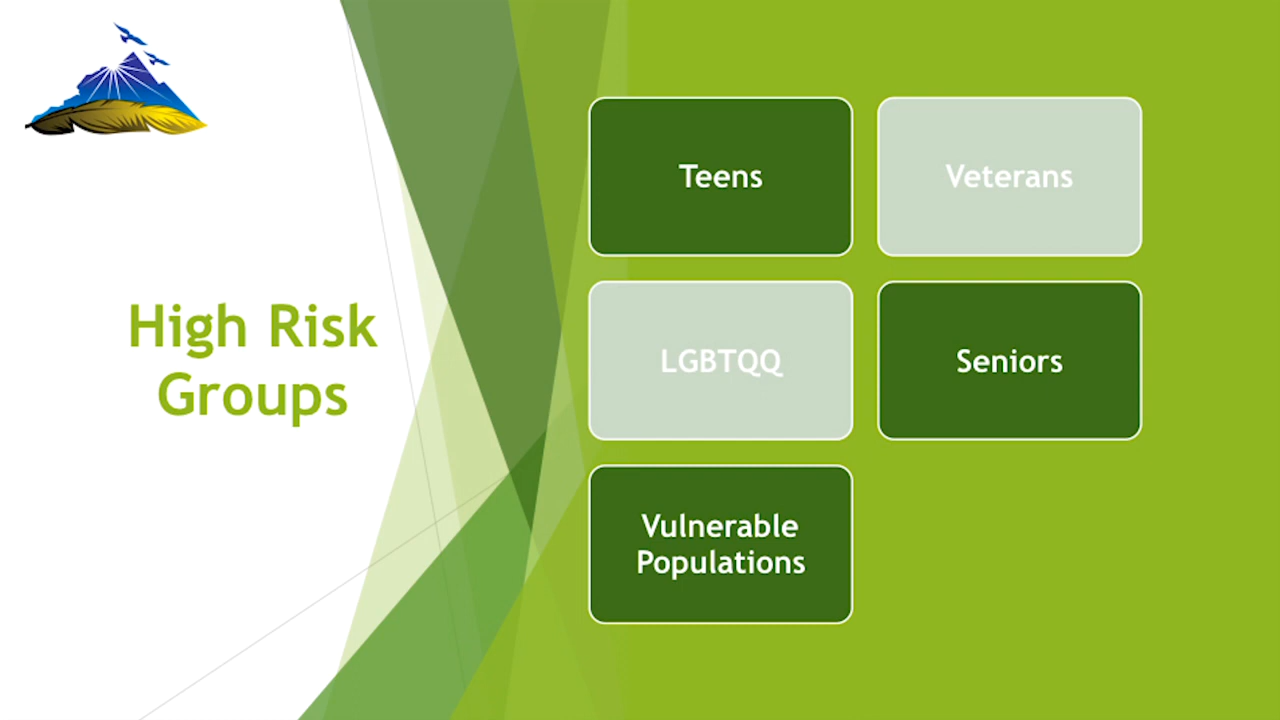 High Risk
Groups
Teens
Veterans
LGBTQQ
Seniors
Vulnerable
Populations